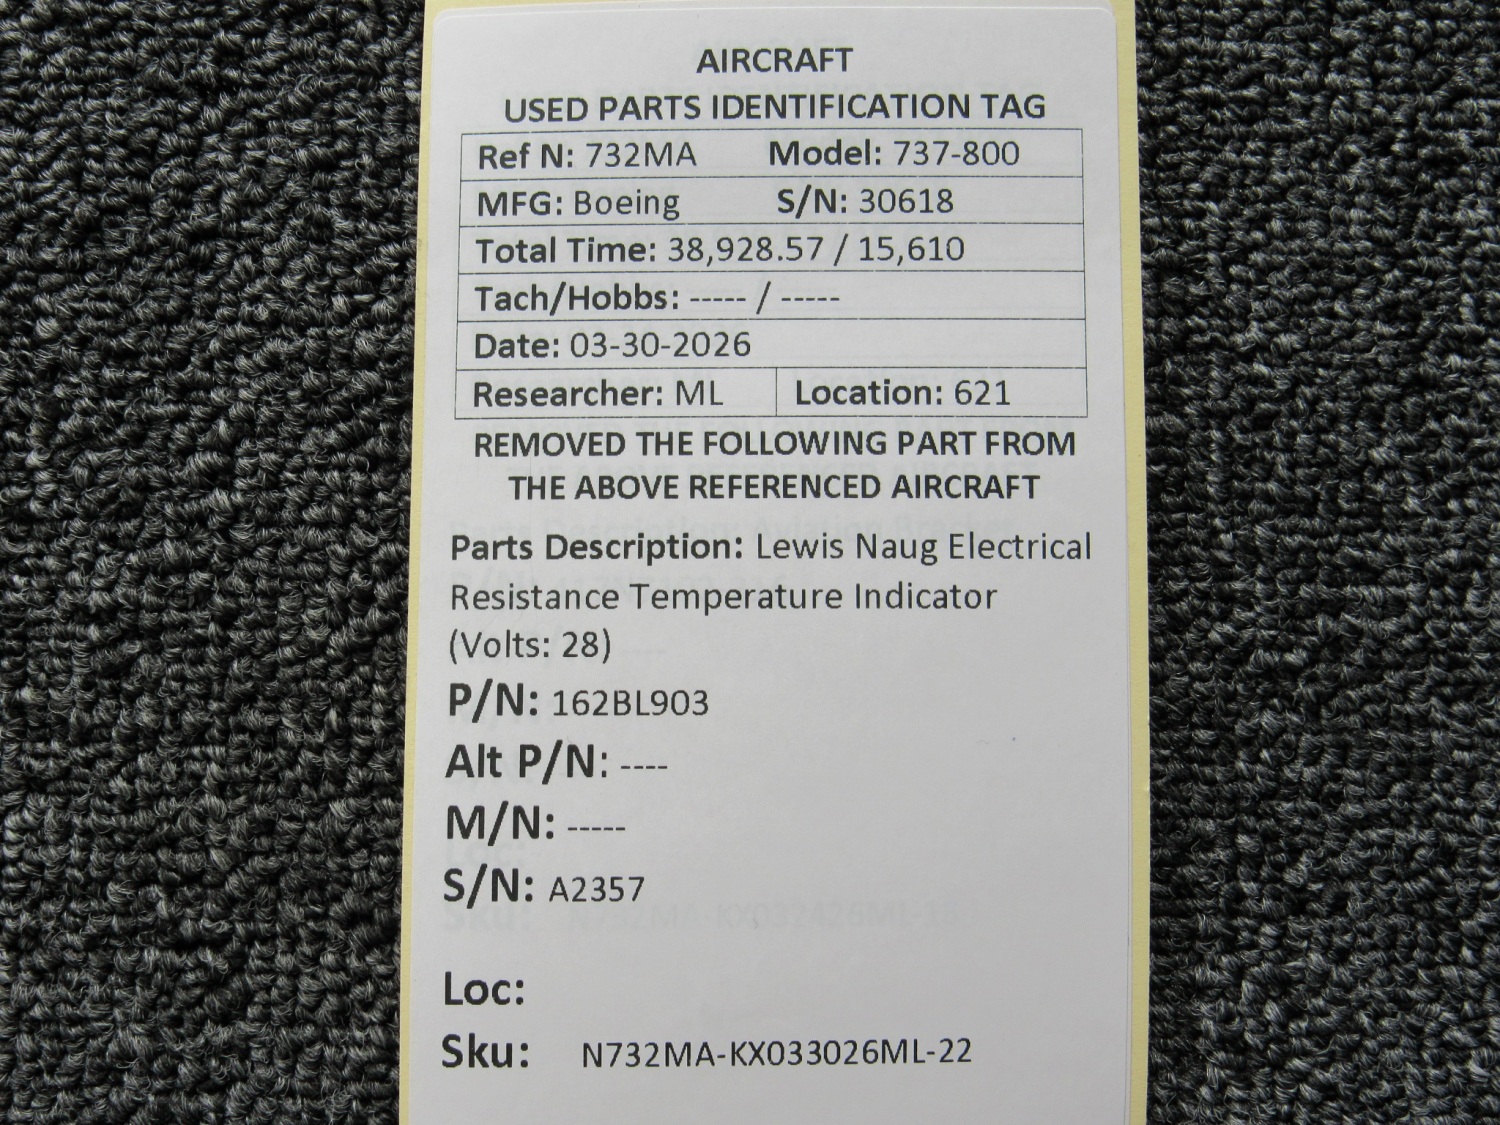 AIRCRAFT
USED PARTS IDENTIFICATION TAG
Ref N: 732MA Model: 737-800
MFG: Boeing S/N: 30618
Total Time: 38,928.57 / 15,610
Tach/Hobbs: ----- / -----
Date: 03-30-2026
Researcher: ML Location: 621
REMOVED THE FOLLOWING PART FROM
THE ABOVE REFERENCED AIRCRAFT
Parts Description: Lewis Naug Electrical
Resistance Temperature Indicator
(Volts: 28)
P/N: 162BL903
Alt P/N: ----
M/N: -----
S/N: A2357
Loc:
Sku: N732MA-KX033026ML-22